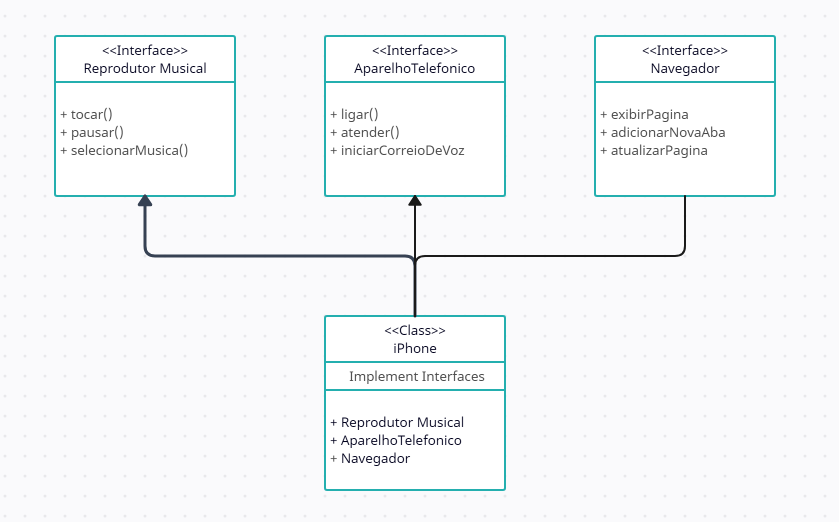 <<Interface>>
Reprodutor Musical
+ tocar()
+ pausar()
+ selecionarMusica()
<<Interface>>
AparelhoTelefonico
+ ligar()
+ atender()
+ iniciarCorreioDeVoz
<<Interface>>
Navegador
+ exibirPagina
+ adicionarNovaAba
+ atualizarPagina
<<Class>>
iPhone
Implement Interfaces
+ Reprodutor Musical
+ AparelhoTelefonico
+ Navegador